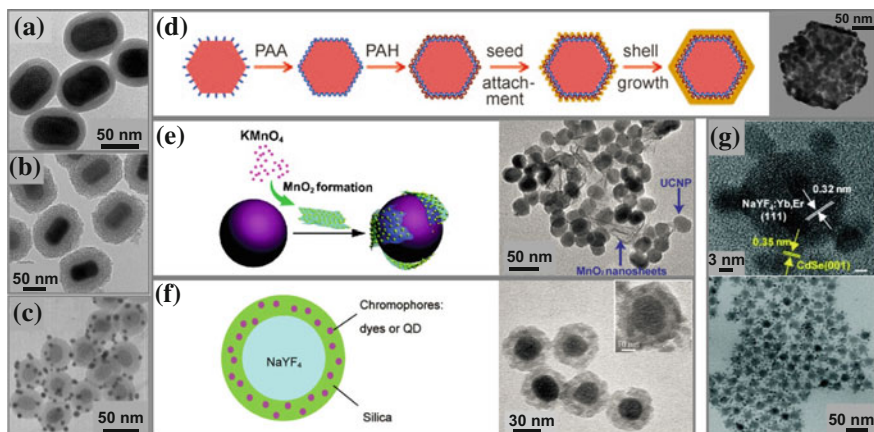 (a)
50 nm
(b)
50 nm
(c)
50 nm
(d)
PAA
PAH
seed
attach-
ment
shell
growth
50 nm
(e)
KMnO4
MnO2 formation
UCNP
MnO2 nanosheets
50 nm
(f)
Chromophores:
dyes or QD
NaYF4
Silica
30 nm
(g)
0.32 nm
NaYF4:Yb,Er
(111)
0.35 nm
CdSe(001)
3 nm
50 nm